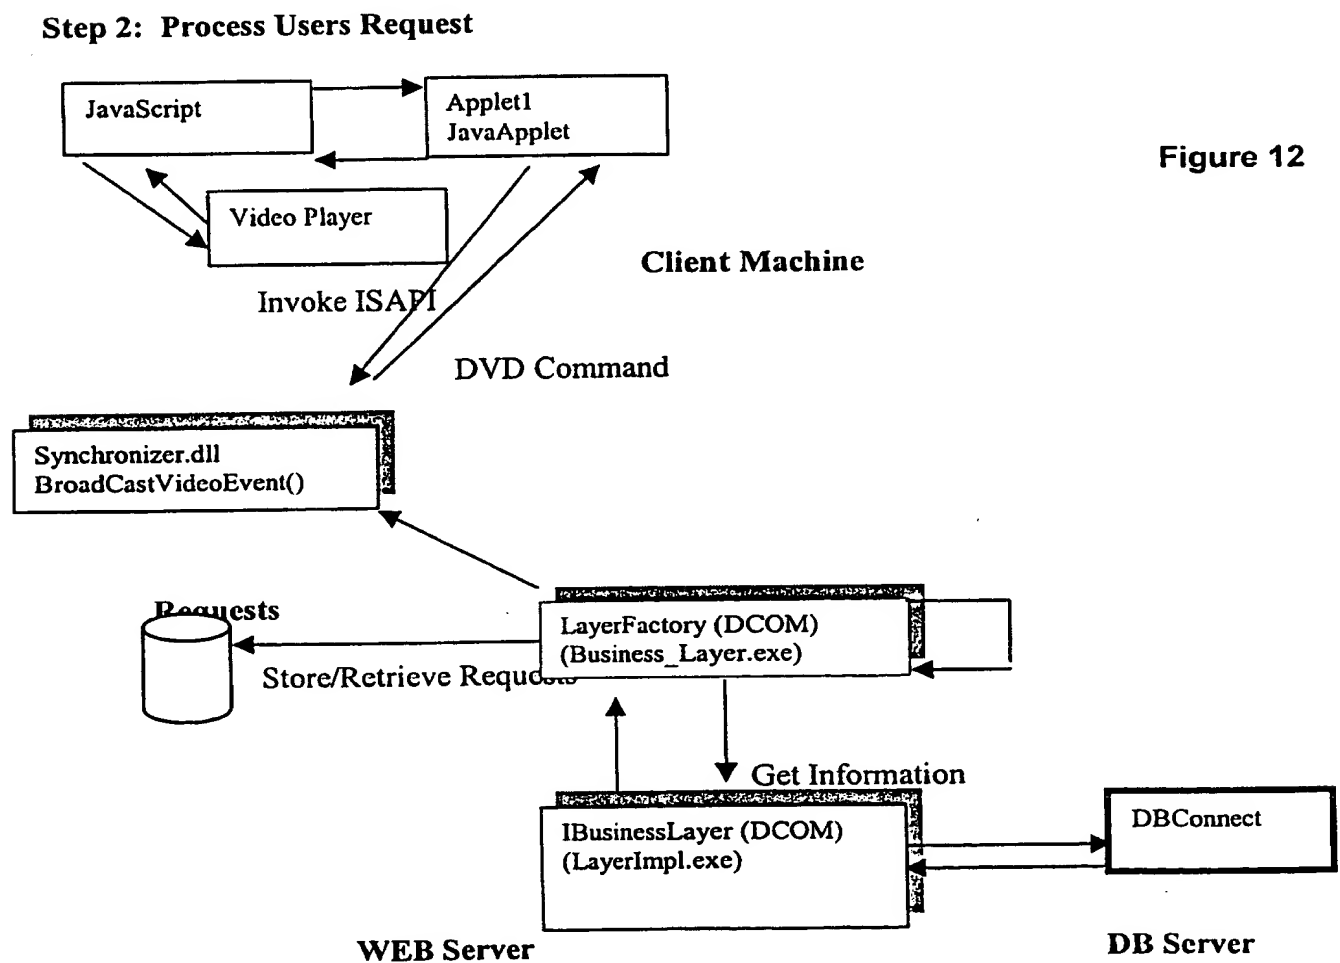 Step 2: Process Users Request
JavaScript
Applet1
JavaApplet
Figure 12
Video Player
Client Machine
Invoke ISAPI
DVD Command
Synchronizer.dll
BroadCastVideoEvent()
Requests
LayerFactory (DCOM)
(Business_Layer.exe)
Store/Retrieve Requests
Get Information
IBusinessLayer (DCOM)
(LayerImpl.exe)
DBConnect
WEB Server
DB Server